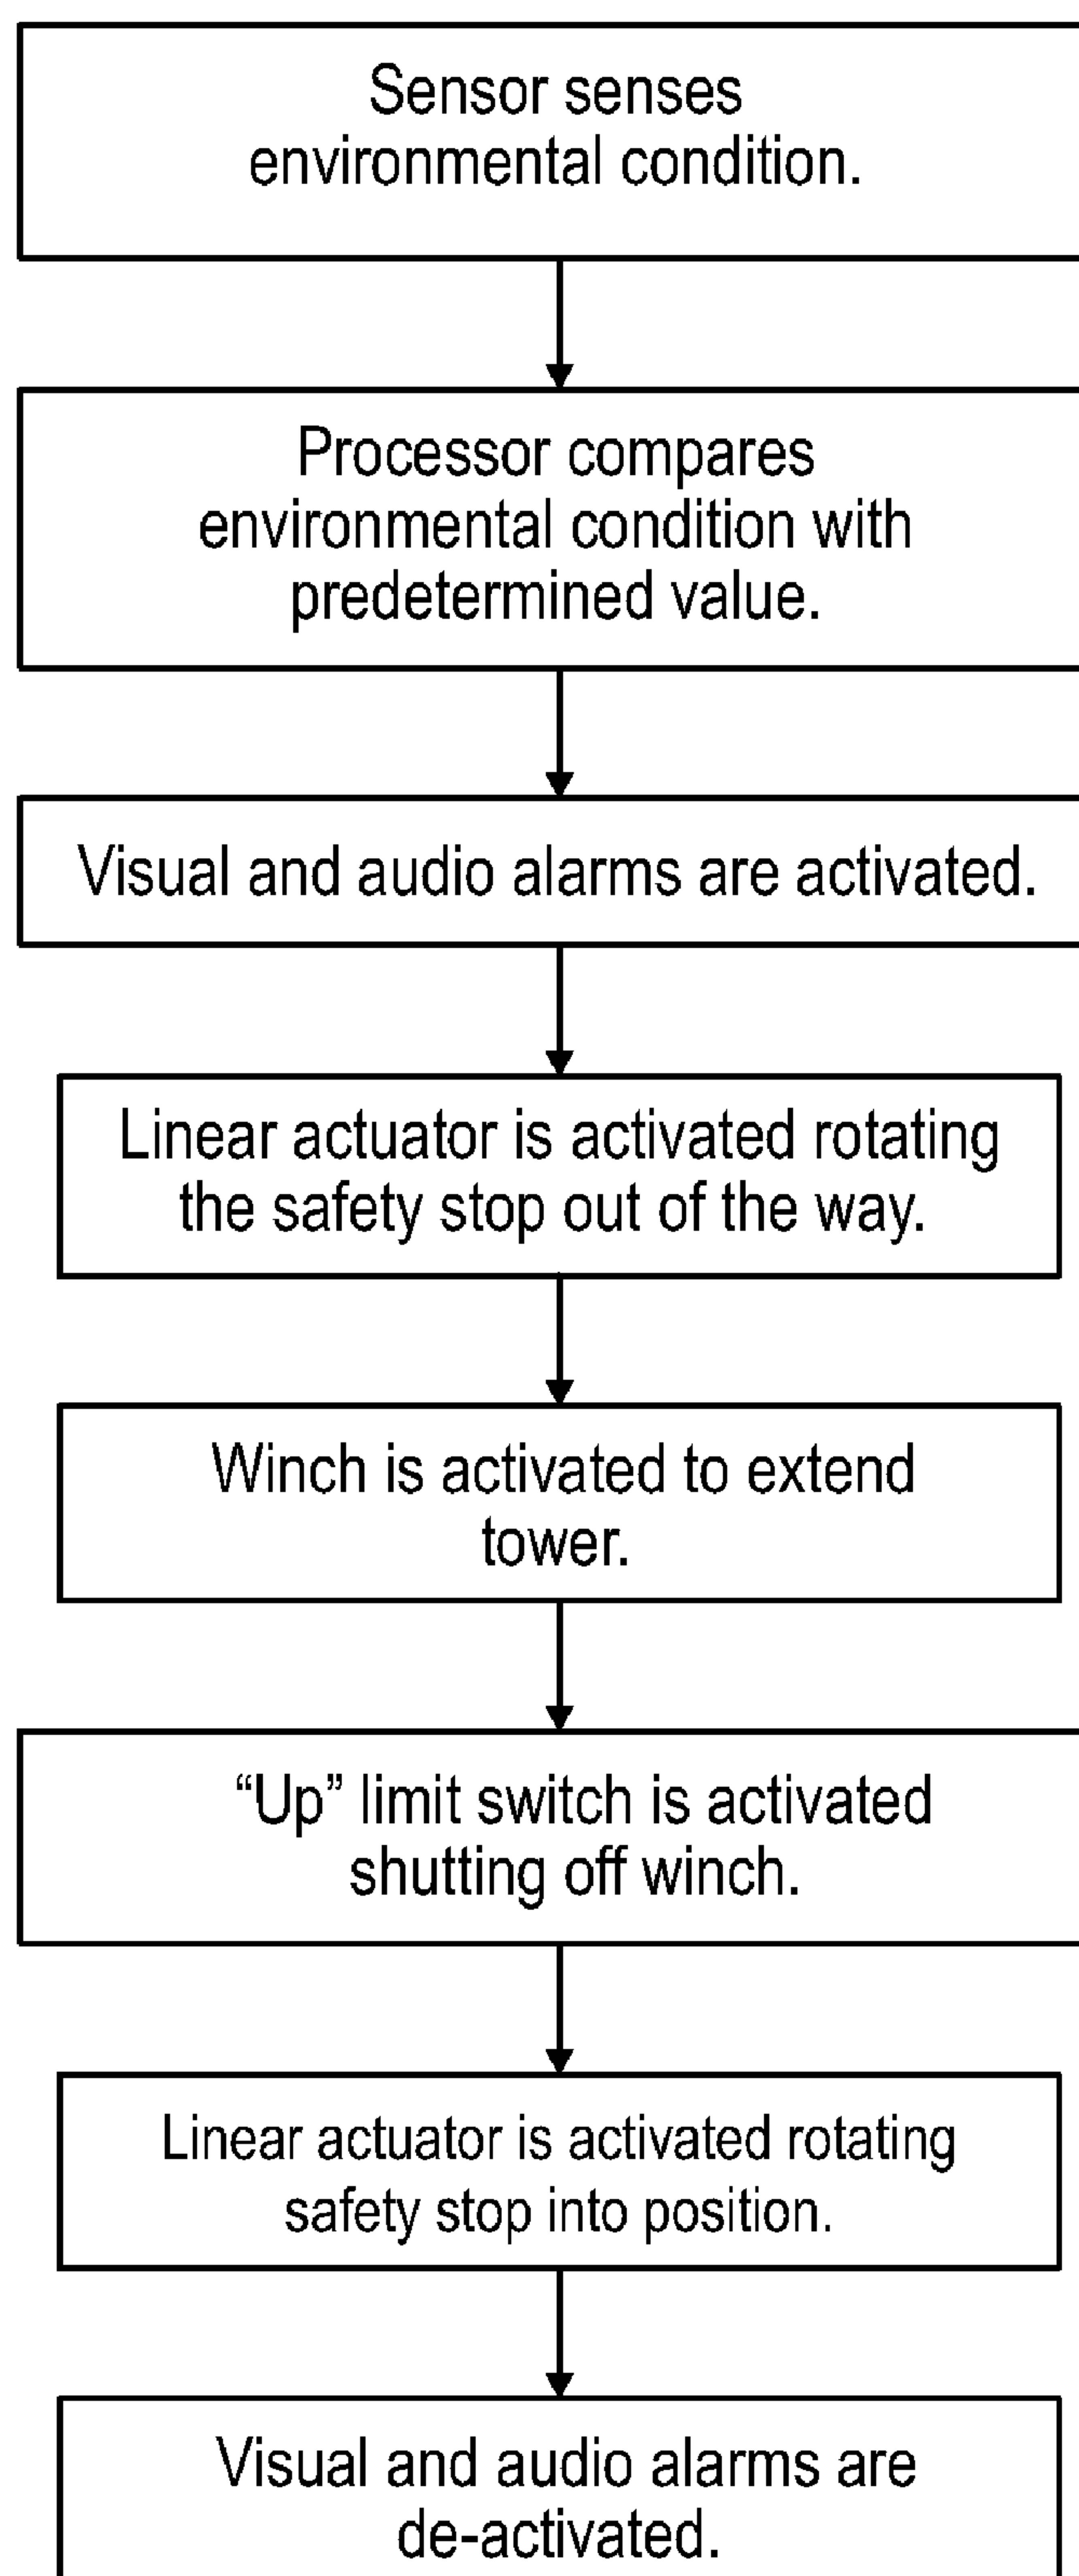 Sensor senses
environmental condition.
Processor compares
environmental condition with
predetermined value.
Visual and audio alarms are activated.
Linear actuator is activated rotating
the safety stop out of the way.
Winch is activated to extend
tower.
“Up” limit switch is activated
shutting off winch.
Linear actuator is activated rotating
safety stop into position.
Visual and audio alarms are
de-activated.